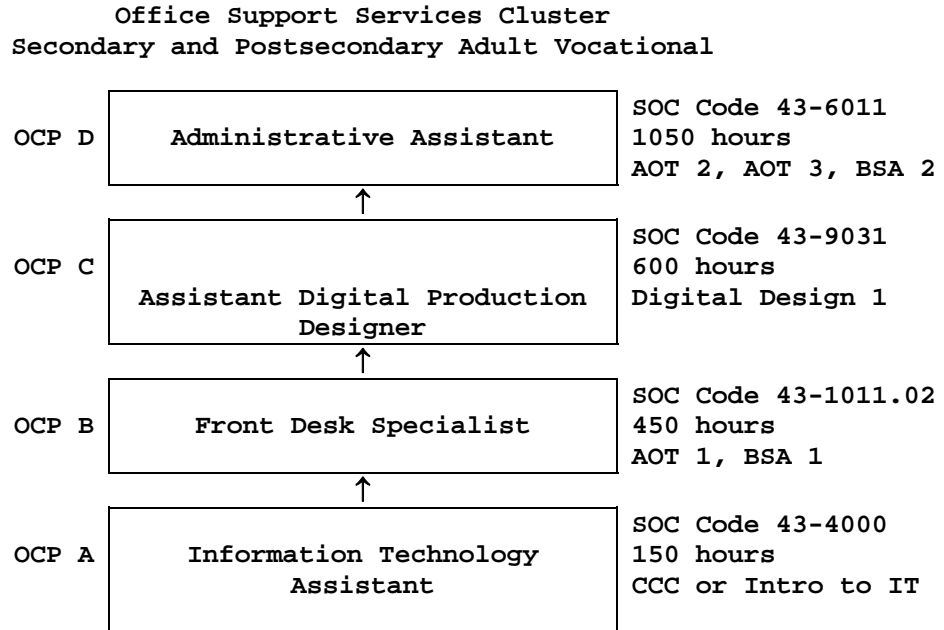 Office Support Services Cluster
Secondary and Postsecondary Adult Vocational
OCP D
Administrative Assistant
SOC Code 43-6011
1050 hours
AOT 2, AOT 3, BSA 2
↑
OCP C
Assistant Digital Production
Designer
SOC Code 43-9031
600 hours
Digital Design 1
↑
OCP B
Front Desk Specialist
SOC Code 43-1011.02
450 hours
AOT 1, BSA 1
↑
OCP A
Information Technology
Assistant
SOC Code 43-4000
150 hours
CCC or Intro to IT